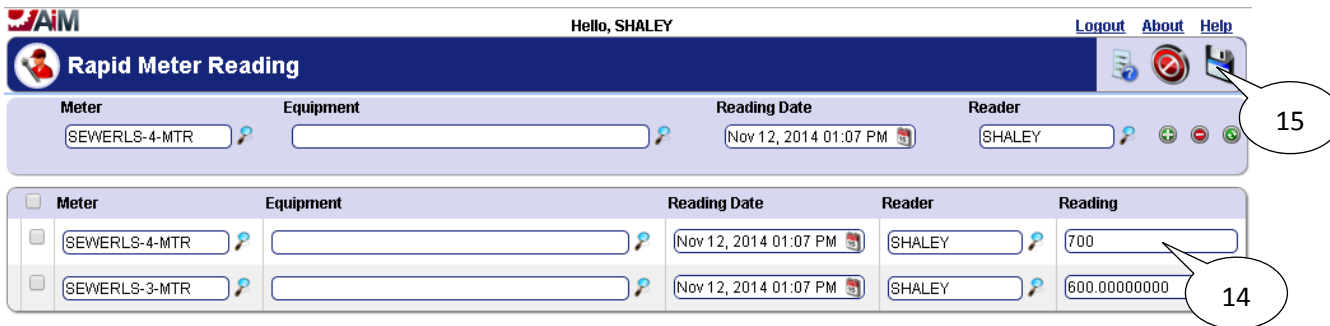 AiM Hello, SHALEY Logout About Help
Rapid Meter Reading
Meter Equipment Reading Date Reader
SEWERLS-4-MTR Nov 12, 2014 01:07 PM SHALEY
15
Meter Equipment Reading Date Reader Reading
SEWERLS-4-MTR Nov 12, 2014 01:07 PM SHALEY 700
SEWERLS-3-MTR Nov 12, 2014 01:07 PM SHALEY 600.00000000
14